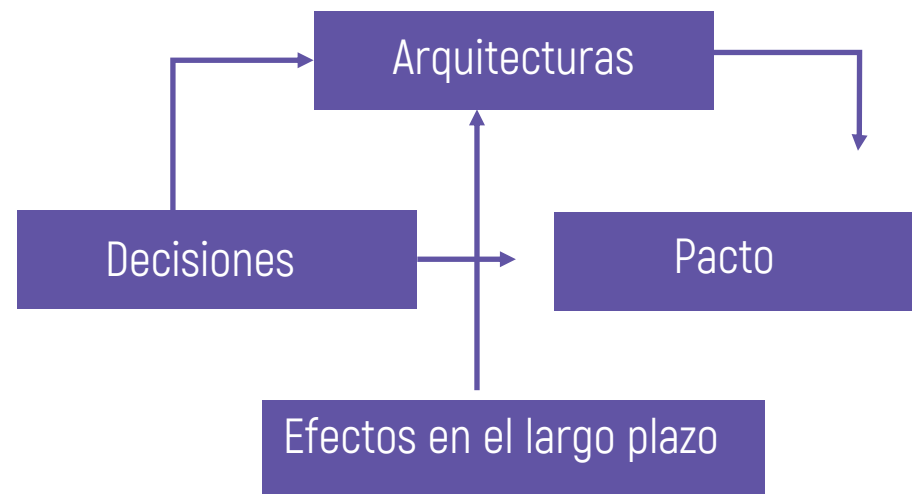 Arquitecturas
Decisiones
Pacto
Efectos en el largo plazo